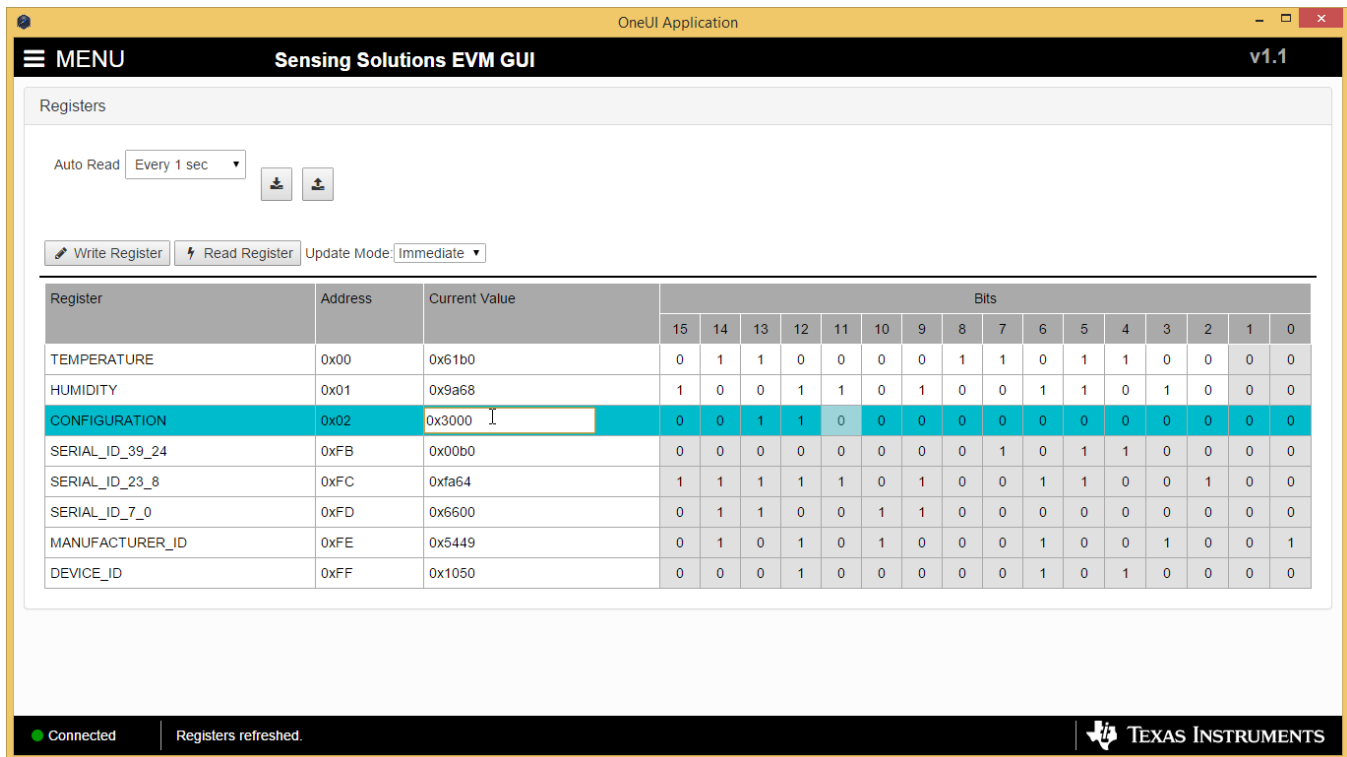 OneUI Application
MENU Sensing Solutions EVM GUI v1.1
Registers
Auto Read Every 1 sec
Write Register Read Register Update Mode: Immediate
Register Address Current Value Bits
15 14 13 12 11 10 9 8 7 6 5 4 3 2 1 0
TEMPERATURE 0x00 0x61b0 0 1 1 0 0 0 0 1 1 0 1 1 0 0 0 0
HUMIDITY 0x01 0x9a68 1 0 0 1 1 0 1 0 0 1 1 0 1 0 0 0
CONFIGURATION 0x02 0x3000 0 0 1 1 0 0 0 0 0 0 0 0 0 0 0 0
SERIAL_ID_39_24 0xFB 0x00b0 0 0 0 0 0 0 0 0 1 0 1 1 0 0 0 0
SERIAL_ID_23_8 0xFC 0xfa64 1 1 1 1 1 0 1 0 0 1 1 0 0 1 0 0
SERIAL_ID_7_0 0xFD 0x6600 0 1 1 0 0 1 1 0 0 0 0 0 0 0 0 0
MANUFACTURER_ID 0xFE 0x5449 0 1 0 1 0 1 0 0 0 1 0 0 1 0 0 1
DEVICE_ID 0xFF 0x1050 0 0 0 1 0 0 0 0 0 1 0 1 0 0 0 0
Connected Registers refreshed. TEXAS INSTRUMENTS